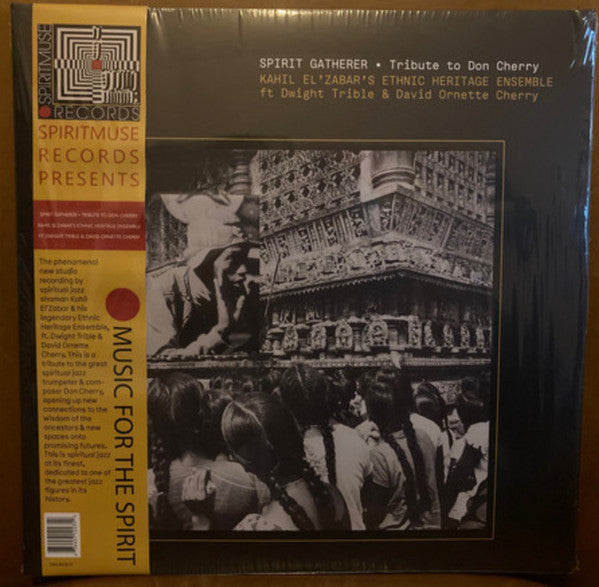 SPIRIT GATHERER • Tribute to Don Cherry
KAHIL EL'ZABAR'S ETHNIC HERITAGE ENSEMBLE
ft Dwight Trible & David Ornette Cherry
SPIRITMUSE
RECORDS
SPIRITMUSE
RECORDS
PRESENTS
SPIRIT GATHERER • TRIBUTE TO DON CHERRY
KAHIL EL'ZABAR'S ETHNIC HERITAGE ENSEMBLE
FT DWIGHT TRIBLE & DAVID ORNETTE CHERRY
The phenomenal
new studio
recording by
spiritual jazz
shaman Kahil
El'Zabar & his
legendary Ethnic
Heritage Ensemble,
ft. Dwight Trible &
David Ornette
Cherry. This is a
tribute to the great
spiritual jazz
trumpeter & com-
poser Don Cherry,
opening up new
connections to the
wisdom of the
ancestors & new
spaces onto
promising futures.
This is spiritual jazz
at its finest,
dedicated to one of
the greatest jazz
figures in its
history.
MUSIC FOR THE SPIRIT